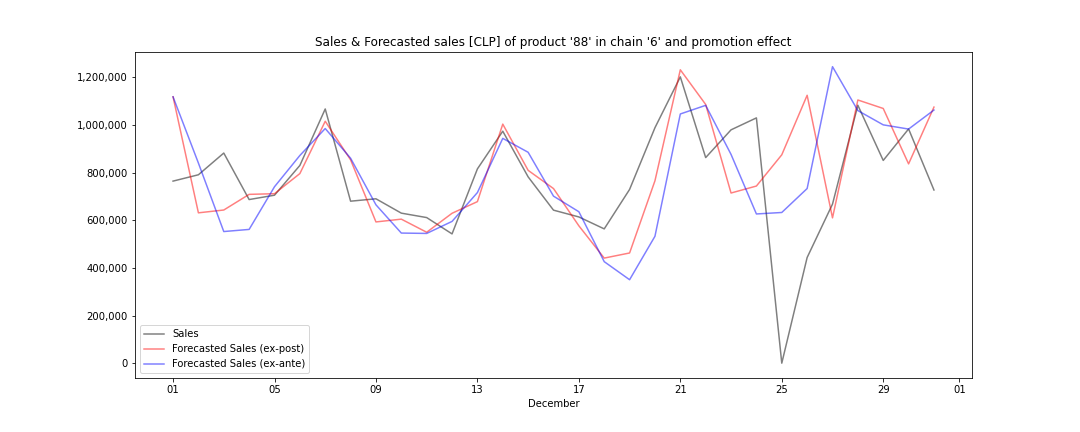 Sales & Forecasted sales [CLP] of product '88' in chain '6' and promotion effect
1,200,000
1,000,000
800,000
600,000
400,000
200,000
0
Sales
Forecasted Sales (ex-post)
Forecasted Sales (ex-ante)
01 05 09 13 17 21 25 29 01
December